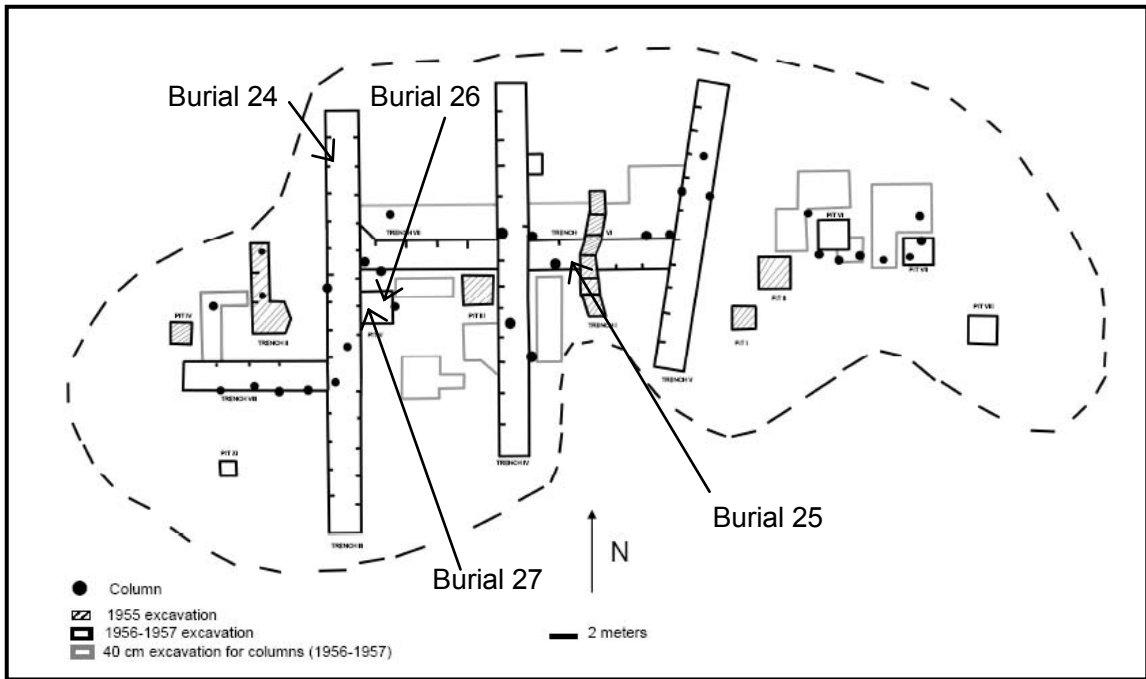 Burial 24
Burial 26
TRENCH VII
TRENCH
VI
PIT VI
PIT VII
PIT II
PIT IV
PIT III
PIT VIII
TRENCH II
PIT V
TRENCH I
PIT I
TRENCH V
TRENCH VIII
PIT XI
TRENCH IV
Burial 25
TRENCH III
N
Burial 27
Column
1955 excavation
1956-1957 excavation
2 meters
40 cm excavation for columns (1956-1957)